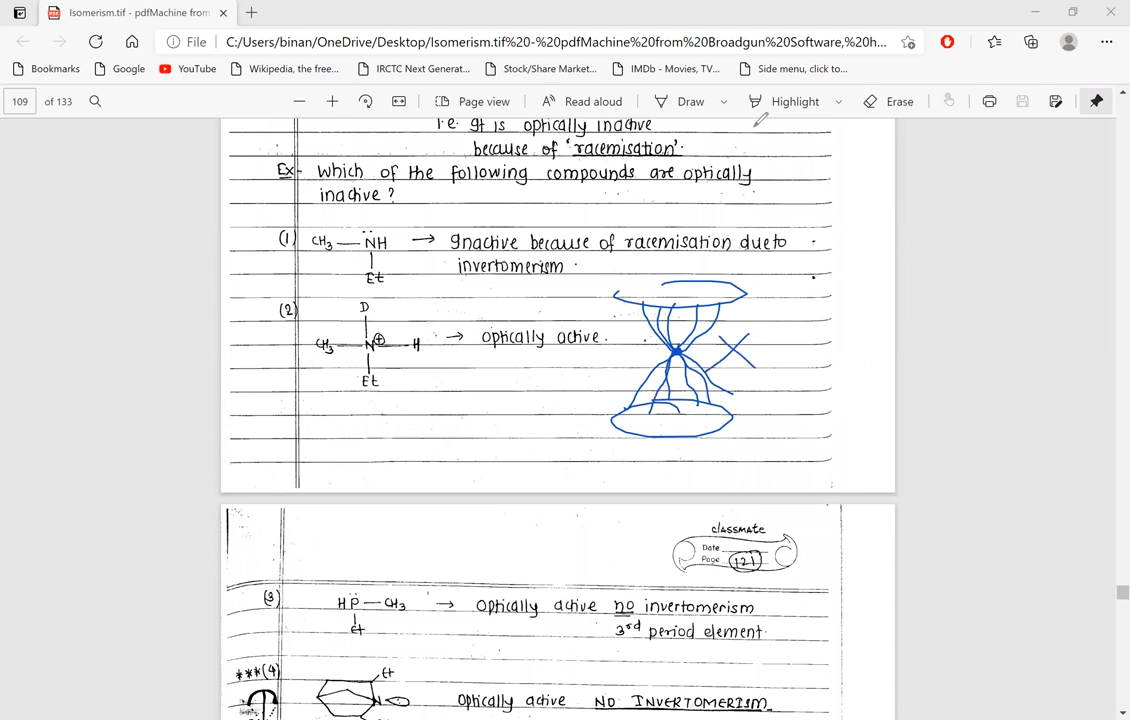 Isomerism.tif - pdfMachine from
File C:/Users/binan/OneDrive/Desktop/Isomerism.tif%20-%20pdfMachine%20from%20Broadgun%20Software,%20h...
Bookmarks Google YouTube Wikipedia, the free... IRCTC Next Generat... Stock/Share Market... IMDb - Movies, TV... Side menu, click to...
109 of 133 Page view Read aloud Draw Highlight Erase
i.e. It is optically inactive
because of 'racemisation'.
Ex- Which of the following compounds are optically
inactive?
(1) CH3 — NH → Inactive because of racemisation due to
Et invertomerism.
(2) D
CH3 — N⊕ — H → optically active.
Et
classmate
Date
Page 121
(3) HP — CH3 → optically active no invertomerism
Et 3rd period element.
***(4) Et
N optically active NO INVERTOMERISM